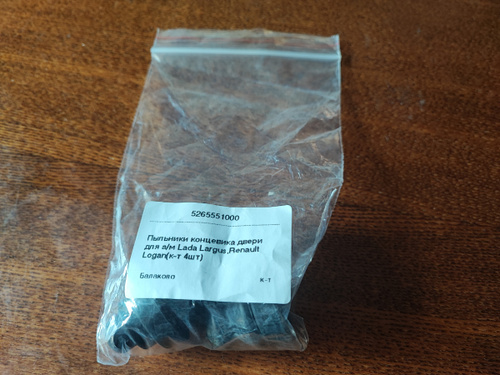 5265551000
Пыльники концевика двери
для а/м Lada Largus,Renault
Logan(к-т 4шт)
Балаково к-т